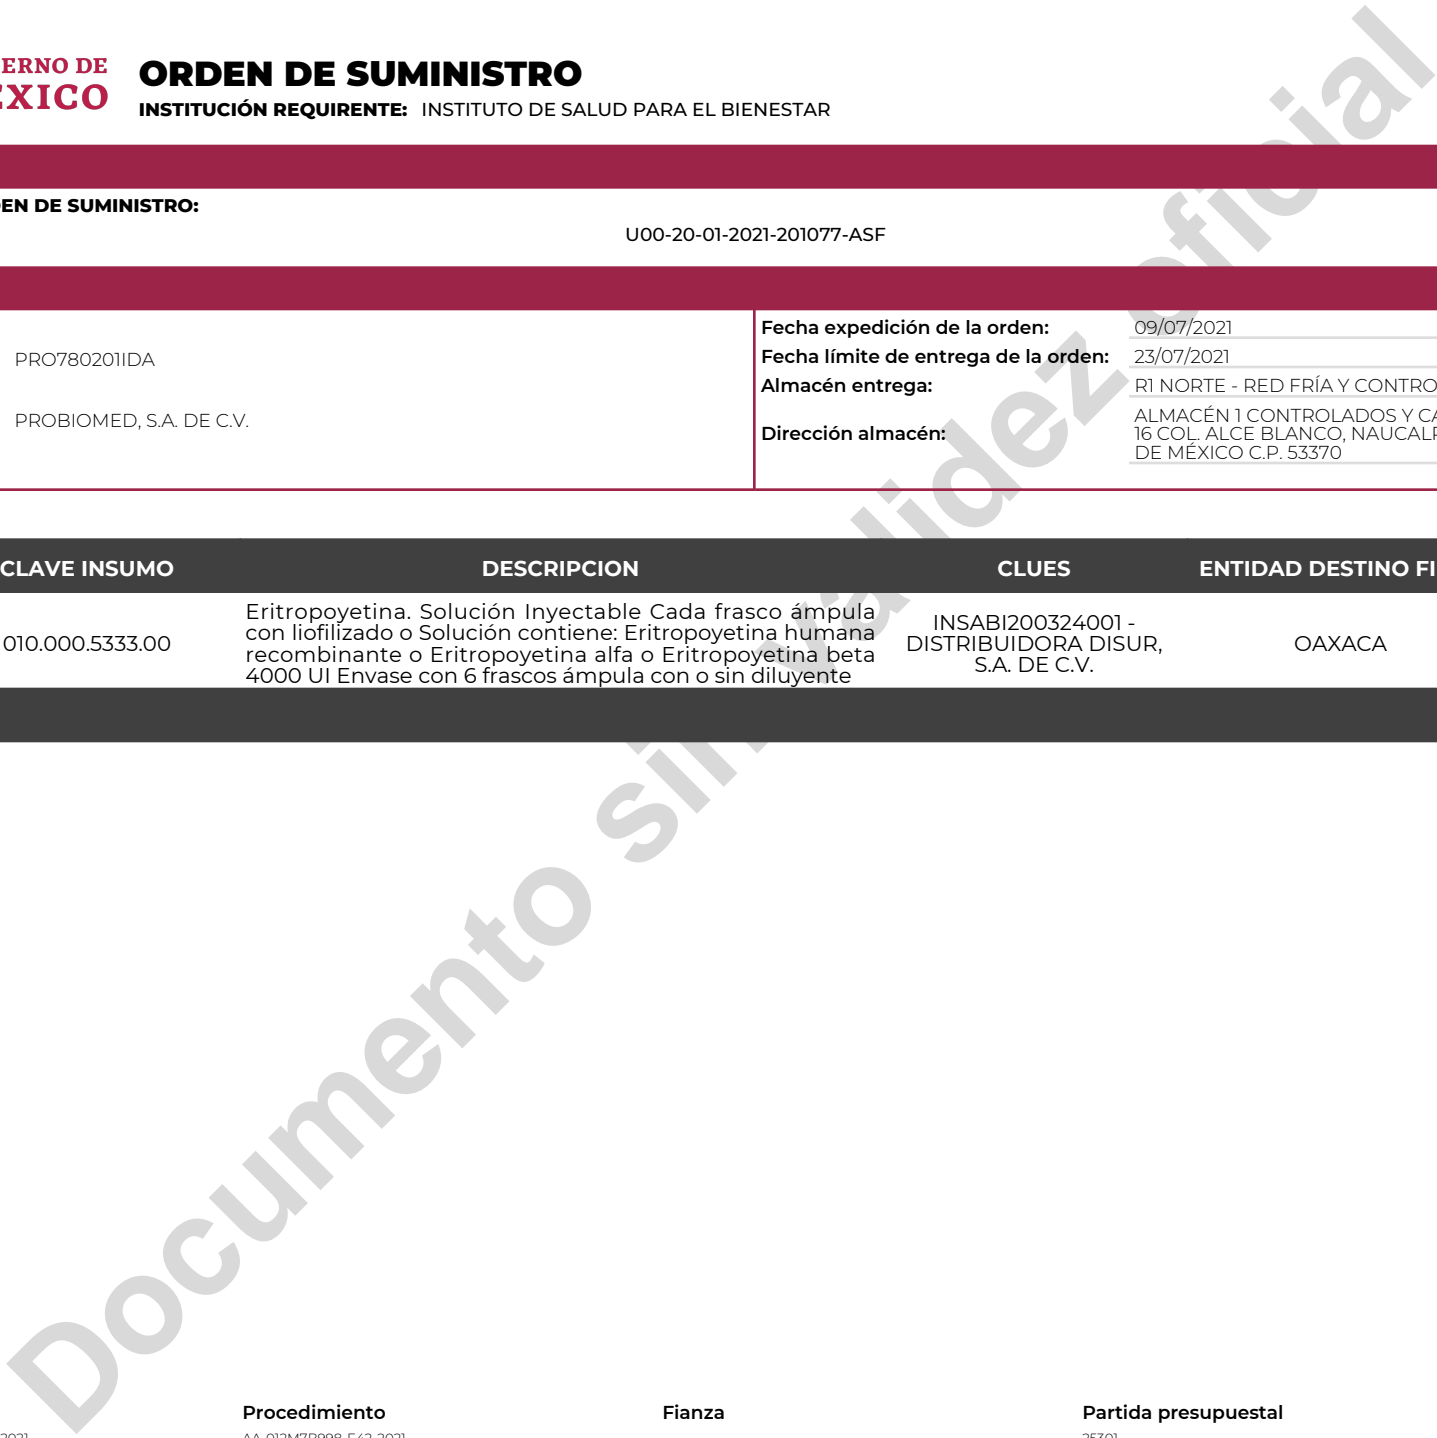 ERNO DE
ÉXICO
ORDEN DE SUMINISTRO
INSTITUCIÓN REQUIRENTE: INSTITUTO DE SALUD PARA EL BIENESTAR
EN DE SUMINISTRO:
U00-20-01-2021-201077-ASF
PRO780201IDA
PROBIOMED, S.A. DE C.V.
Fecha expedición de la orden: 09/07/2021
Fecha límite de entrega de la orden: 23/07/2021
Almacén entrega: R1 NORTE - RED FRÍA Y CONTRO
Dirección almacén: ALMACÉN 1 CONTROLADOS Y CA
16 COL. ALCE BLANCO, NAUCALP
DE MÉXICO C.P. 53370
CLAVE INSUMO DESCRIPCION CLUES ENTIDAD DESTINO FI
010.000.5333.00
Eritropoyetina. Solución Inyectable Cada frasco ámpula
con liofilizado o Solución contiene: Eritropoyetina humana
recombinante o Eritropoyetina alfa o Eritropoyetina beta
4000 UI Envase con 6 frascos ámpula con o sin diluyente
INSABI200324001 -
DISTRIBUIDORA DISUR,
S.A. DE C.V.
OAXACA
Documento sin validez oficial
Procedimiento Fianza Partida presupuestal